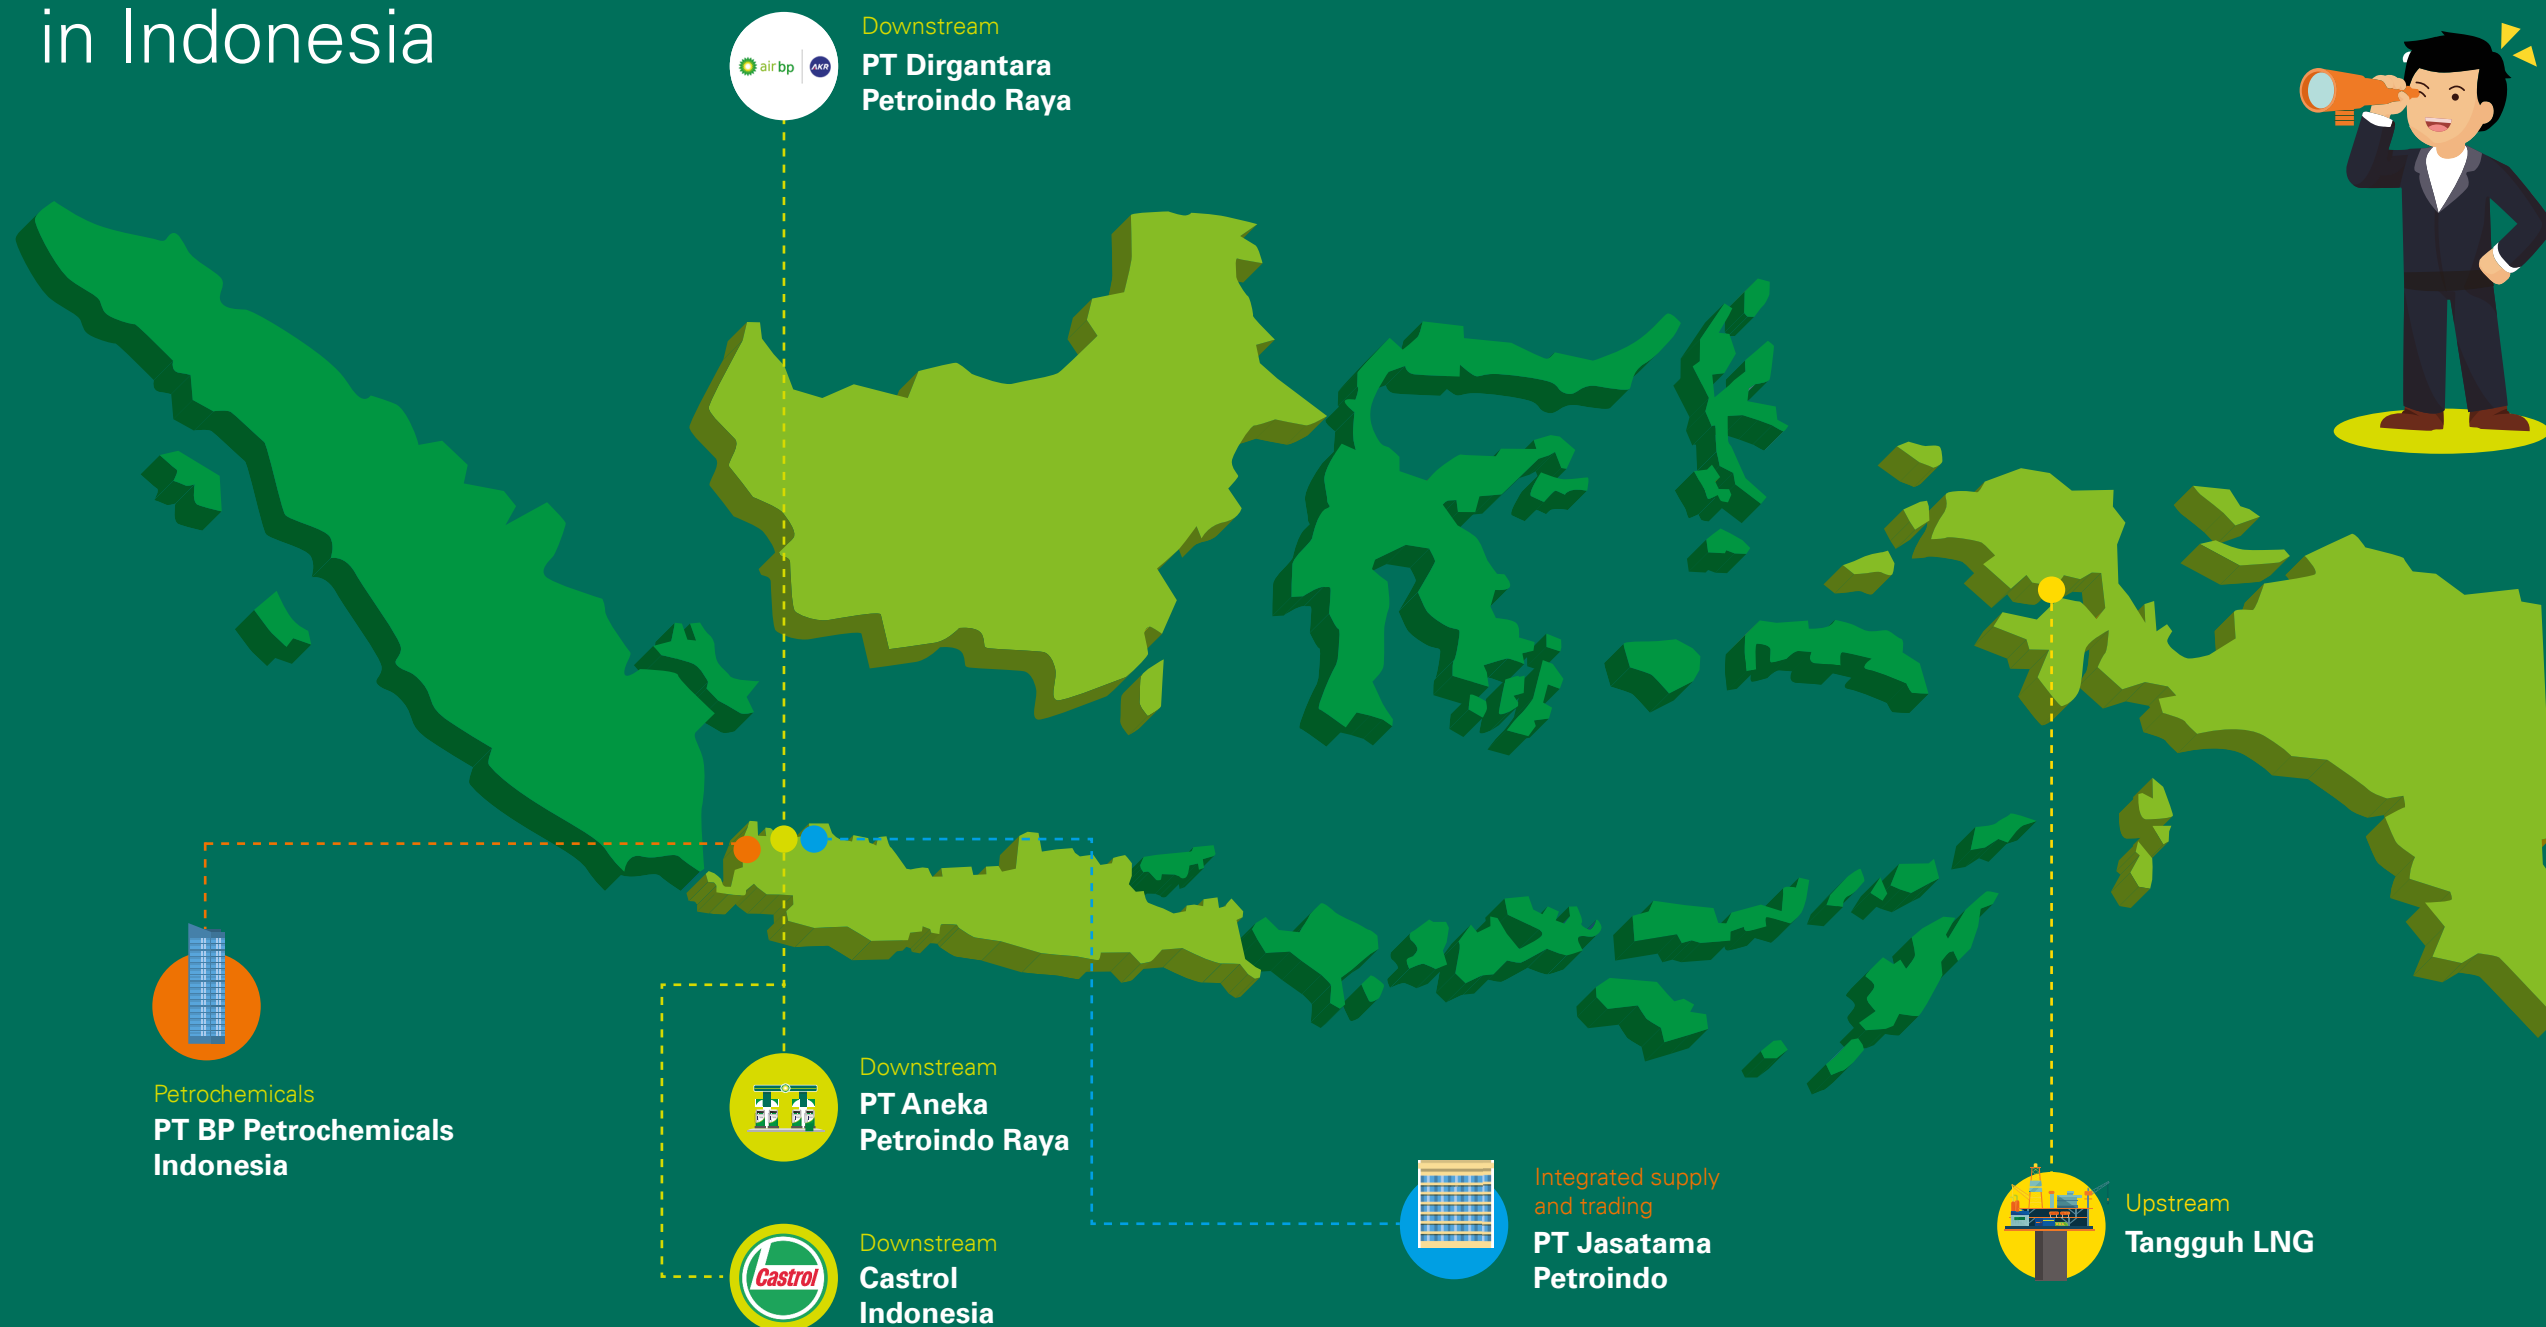 in Indonesia
air bp
AKR
Downstream
PT Dirgantara
Petroindo Raya
Petrochemicals
PT BP Petrochemicals
Indonesia
Downstream
PT Aneka
Petroindo Raya
Castrol
Downstream
Castrol
Indonesia
Integrated supply
and trading
PT Jasatama
Petroindo
Upstream
Tangguh LNG